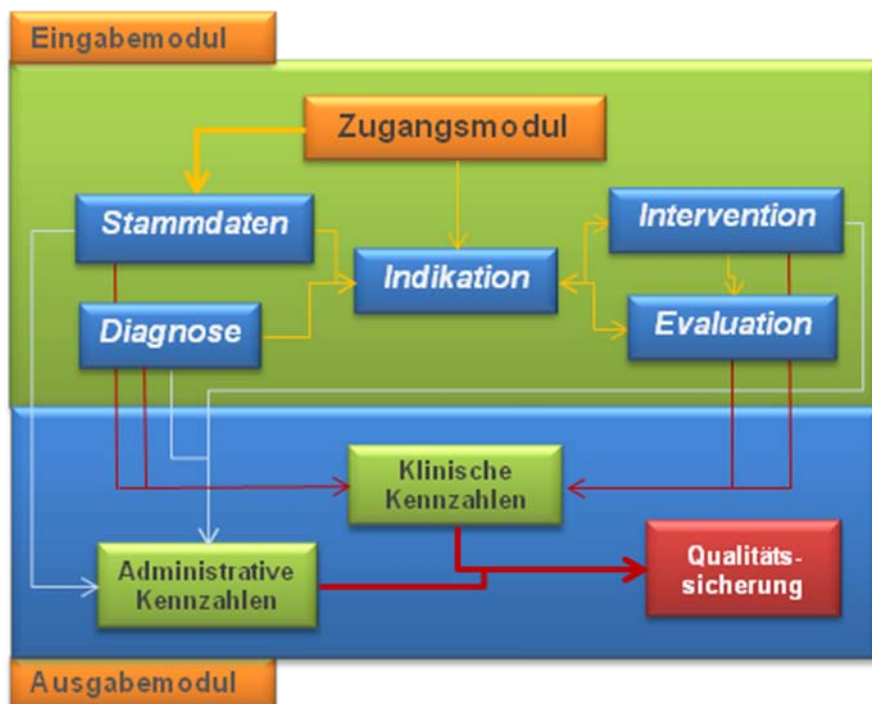 Eingabemodul
Zugangsmodul
Stammdaten
Intervention
Indikation
Diagnose
Evaluation
Klinische
Kennzahlen
Administrative
Kennzahlen
Qualitäts-
sicherung
Ausgabemodul